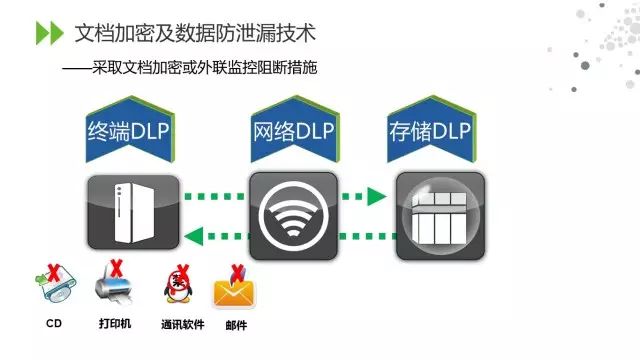 文档加密及数据防泄漏技术
——采取文档加密或外联监控阻断措施
终端DLP
网络DLP
存储DLP
CD
打印机
通讯软件
邮件